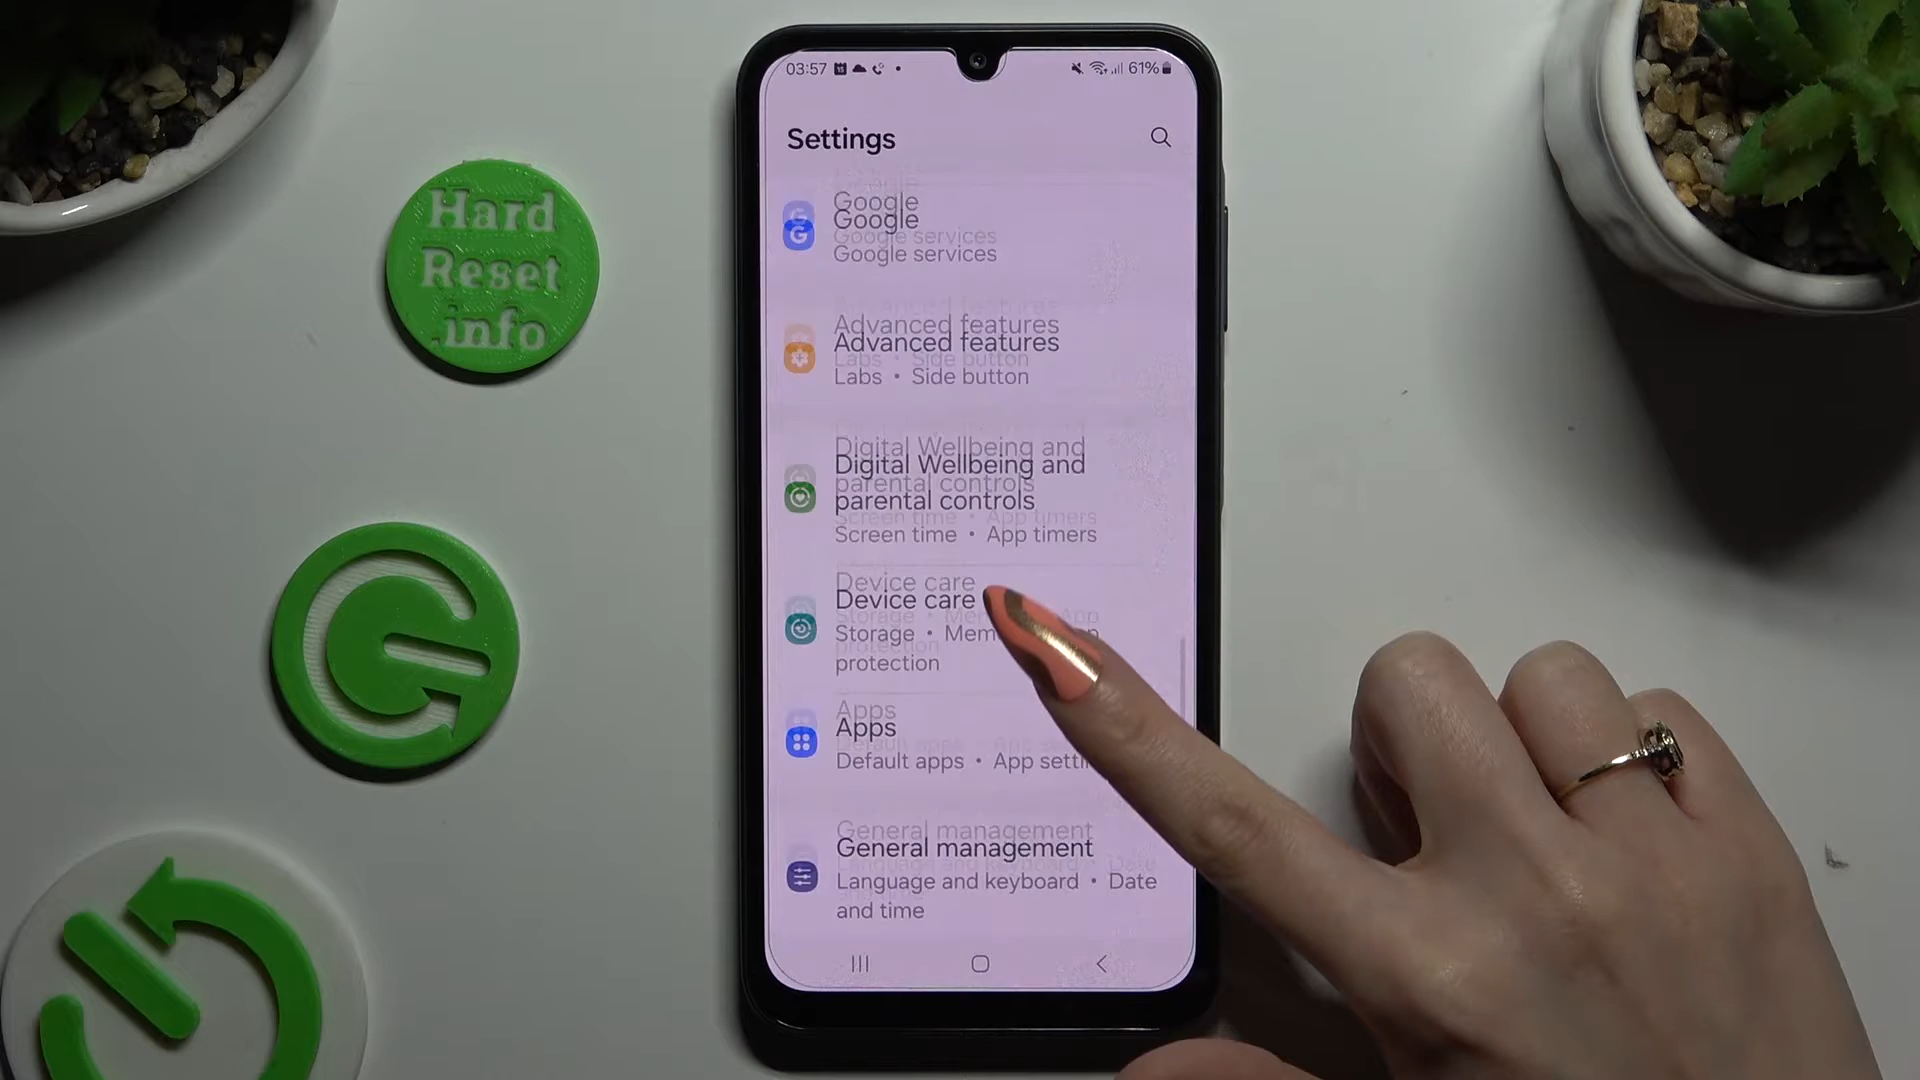 Hard
Reset
.info
03:57
61%
Settings
Google
Google services
Advanced features
Labs • Side button
Digital Wellbeing and
parental controls
Screen time • App timers
Device care
Storage •
protection
Apps
Default apps • App
General management
Language and keyboard • Date
and time